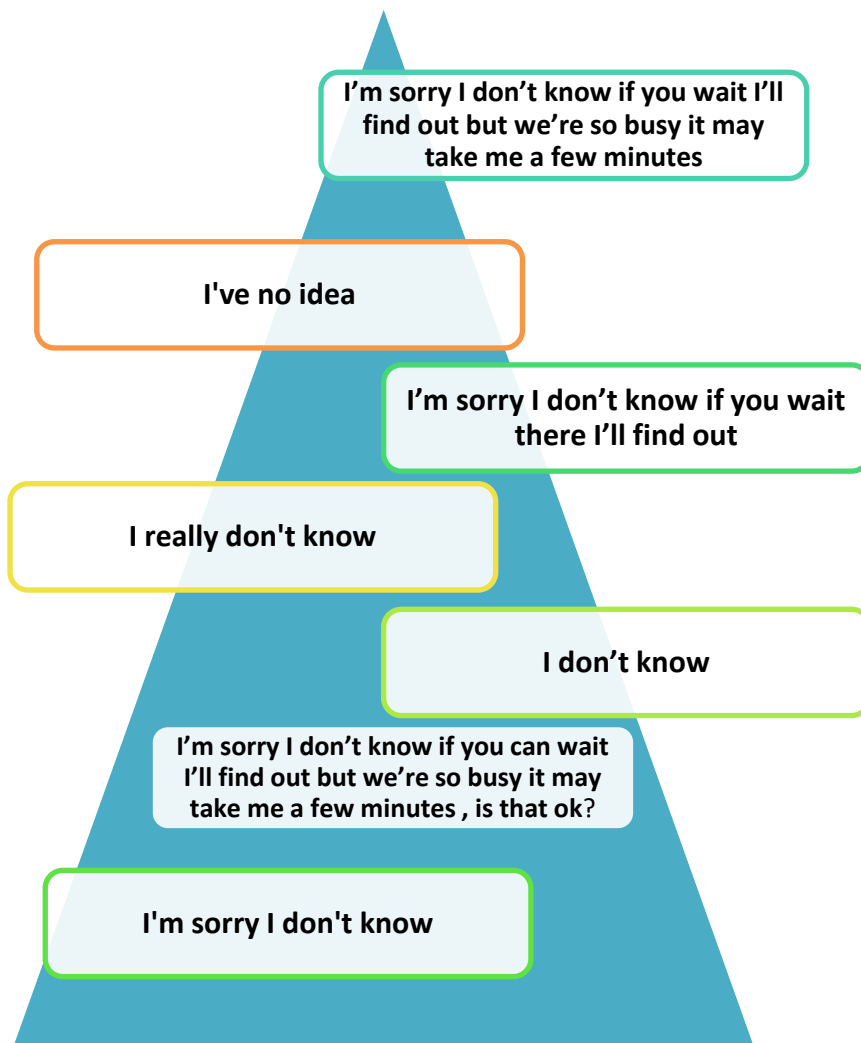 I’m sorry I don’t know if you wait I’ll
find out but we’re so busy it may
take me a few minutes
I've no idea
I’m sorry I don’t know if you wait
there I’ll find out
I really don't know
I don’t know
I’m sorry I don’t know if you can wait
I’ll find out but we’re so busy it may
take me a few minutes , is that ok?
I'm sorry I don't know